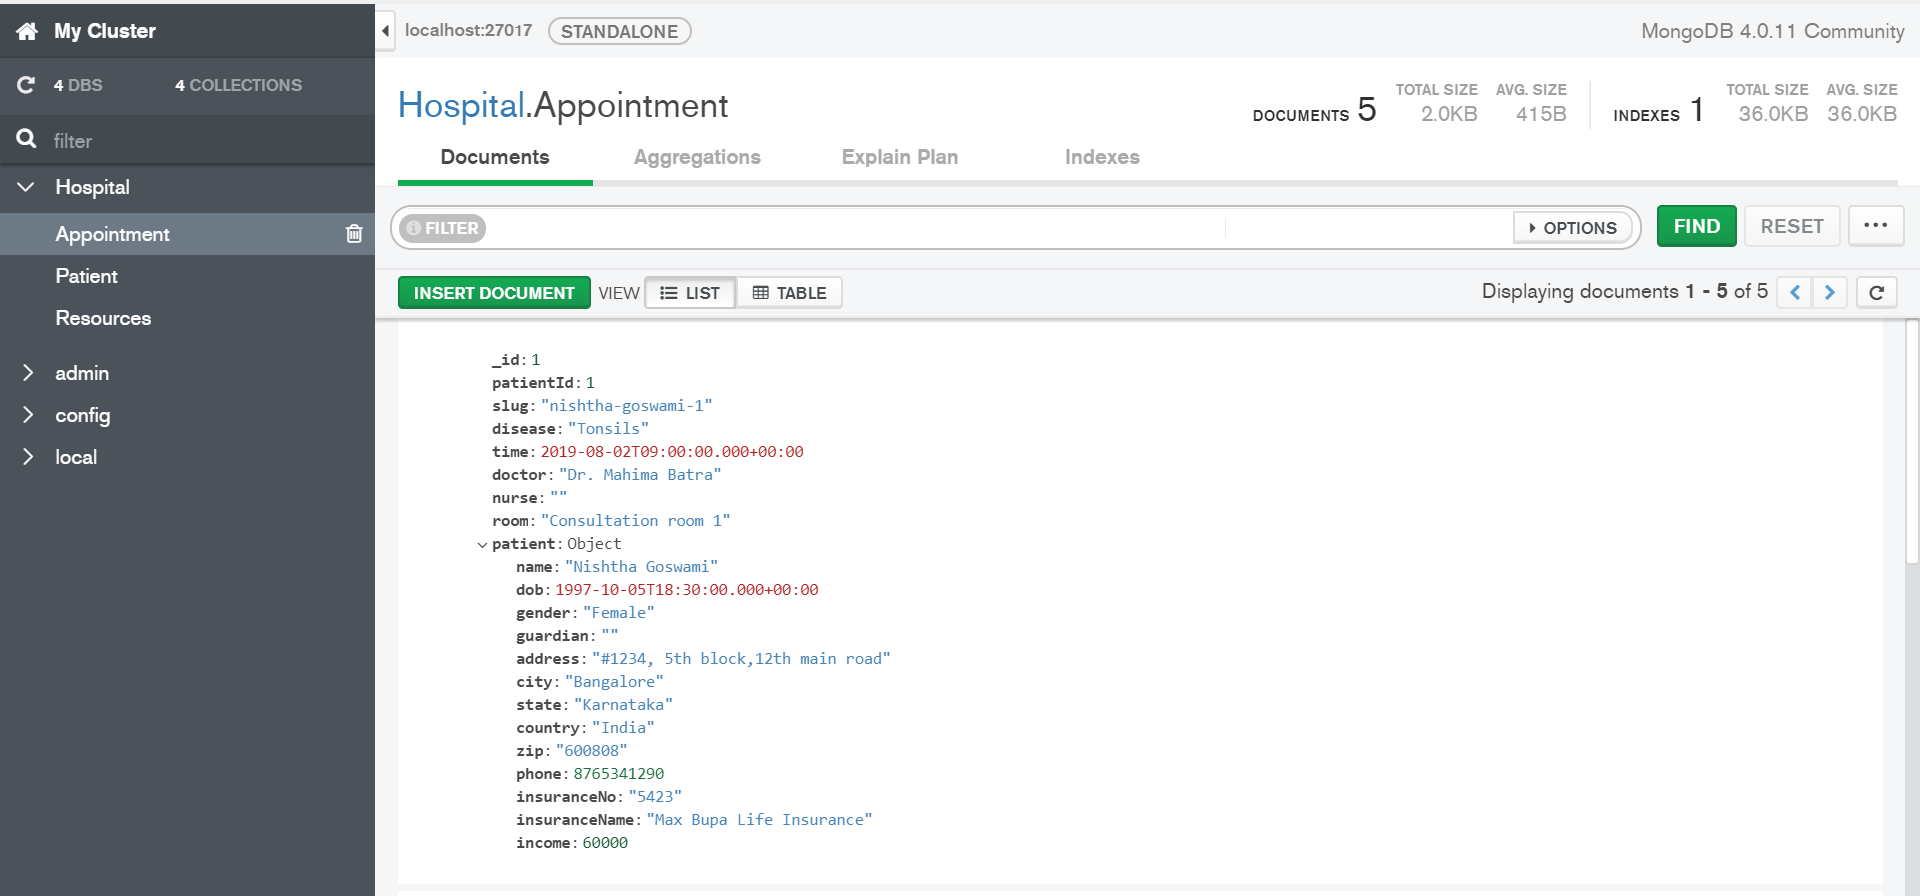 My Cluster
4 DBS 4 COLLECTIONS
filter
Hospital
Appointment
Patient
Resources
admin
config
local
localhost:27017 STANDALONE MongoDB 4.0.11 Community
Hospital.Appointment
DOCUMENTS 5 TOTAL SIZE 2.0KB AVG. SIZE 415B INDEXES 1 TOTAL SIZE 36.0KB AVG. SIZE 36.0KB
Documents Aggregations Explain Plan Indexes
FILTER OPTIONS FIND RESET ...
INSERT DOCUMENT VIEW LIST TABLE Displaying documents 1 - 5 of 5
_id: 1
patientId: 1
slug: "nishtha-goswami-1"
disease: "Tonsils"
time: 2019-08-02T09:00:00.000+00:00
doctor: "Dr. Mahima Batra"
nurse: ""
room: "Consultation room 1"
patient: Object
name: "Nishtha Goswami"
dob: 1997-10-05T18:30:00.000+00:00
gender: "Female"
guardian: ""
address: "#1234, 5th block,12th main road"
city: "Bangalore"
state: "Karnataka"
country: "India"
zip: "600808"
phone: 8765341290
insuranceNo: "5423"
insuranceName: "Max Bupa Life Insurance"
income: 60000